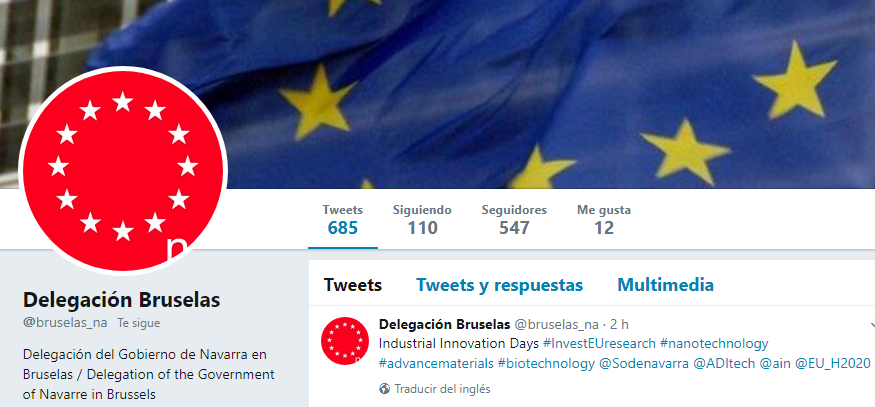 Tweets
685
Siguiendo
110
Seguidores
547
Me gusta
12
n
Delegación Bruselas
@bruselas_na Te sigue
Delegación del Gobierno de Navarra en
Bruselas / Delegation of the Government
of Navarre in Brussels
Tweets Tweets y respuestas Multimedia
Delegación Bruselas @bruselas_na · 2 h
Industrial Innovation Days #InvestEUresearch #nanotechnology
#advancematerials #biotechnology @Sodenavarra @ADItech @ain @EU_H2020
Traducir del inglés